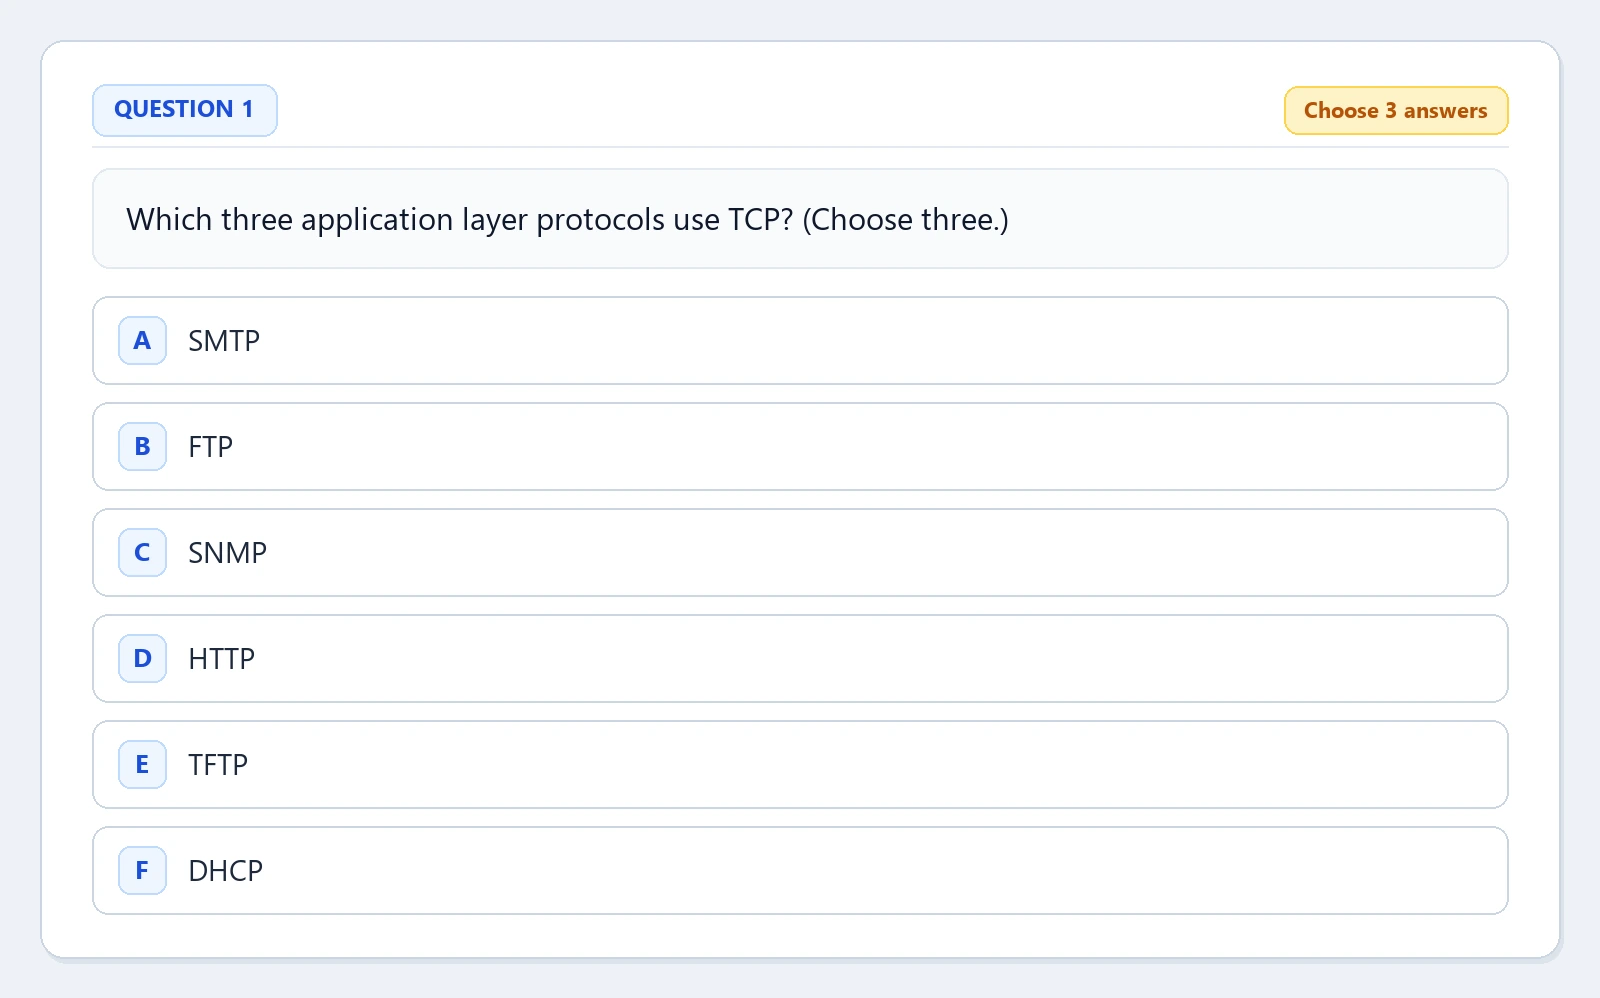 QUESTION 1
Choose 3 answers
Which three application layer protocols use TCP? (Choose three.)
A SMTP
B FTP
C SNMP
D HTTP
E TFTP
F DHCP